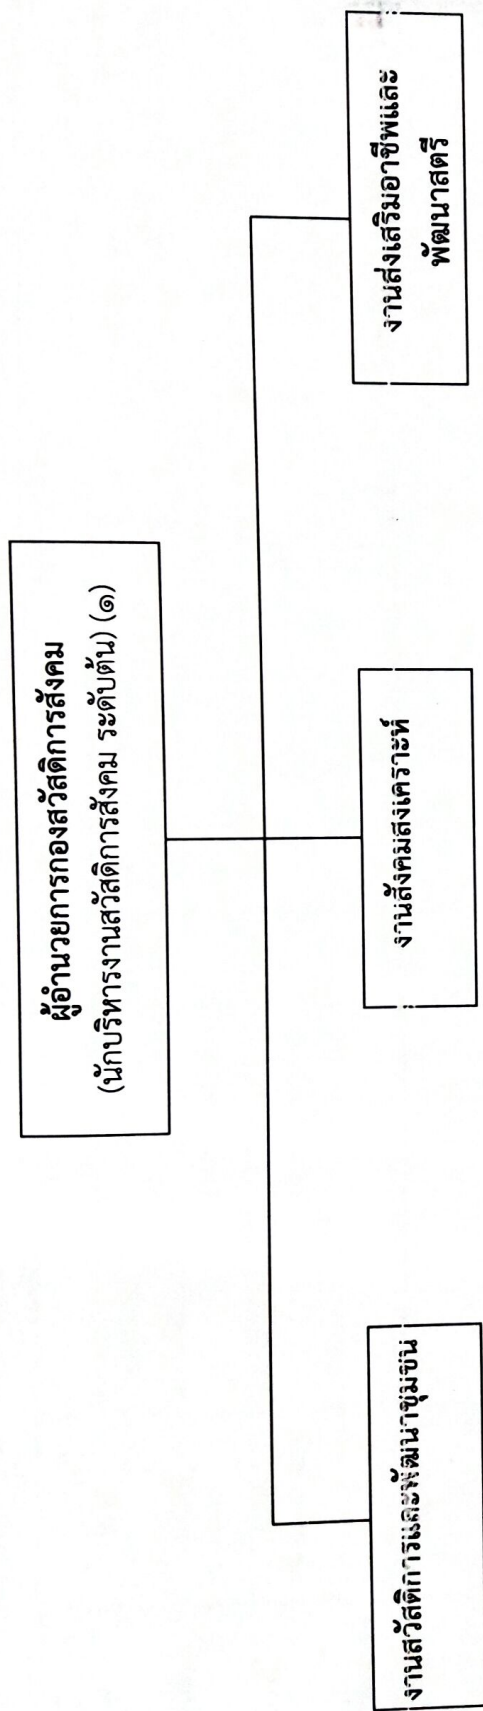 ผู้อำนวยการกองสวัสดิการสังคม
(นักบริหารงานสวัสดิการสังคม ระดับต้น) (๑)
งานสวัสดิการและพัฒนาชุมชน
งานสังคมสงเคราะห์
งานส่งเสริมอาชีพและ
พัฒนาสตรี